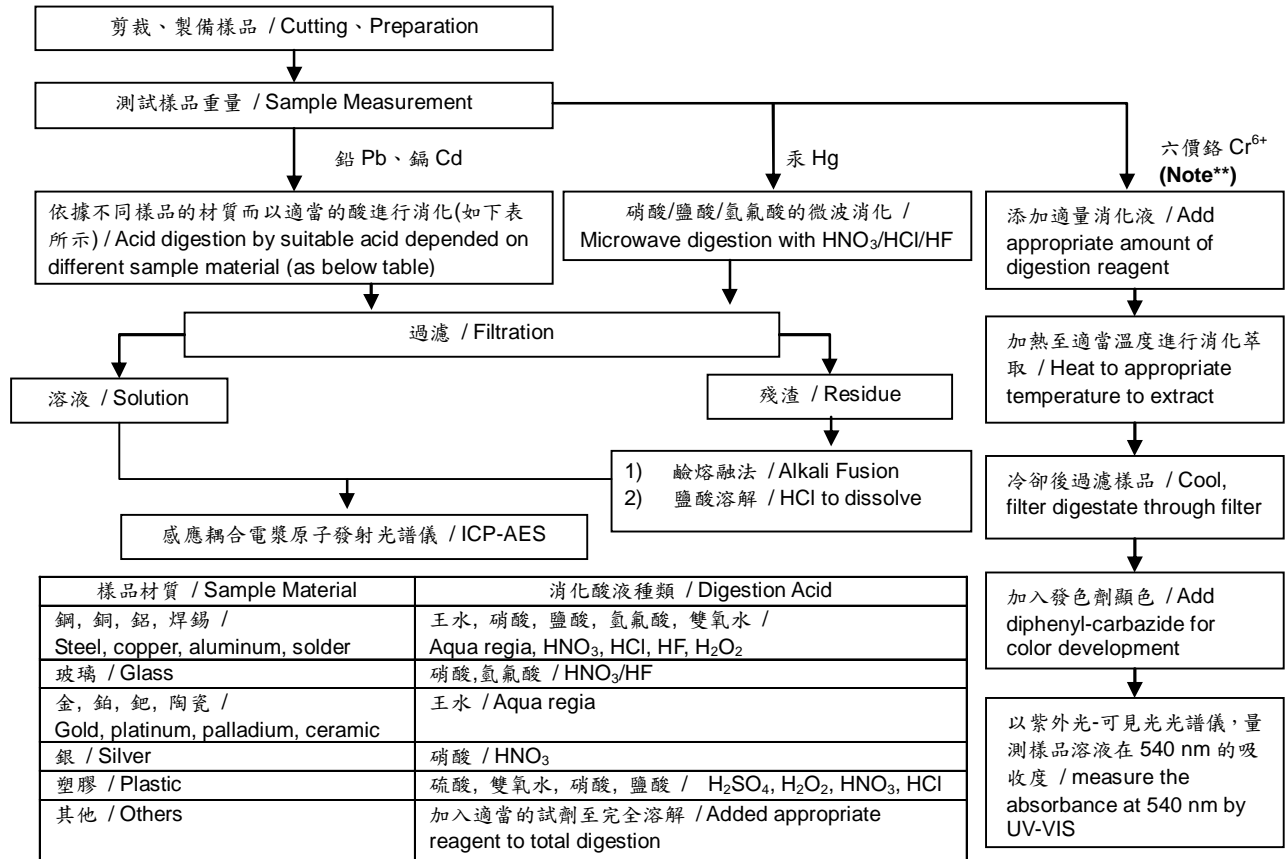 剪裁、製備樣品 / Cutting、Preparation
測試樣品重量 / Sample Measurement
鉛 Pb、鎘 Cd
汞 Hg
六價鉻 Cr6+
(Note**)
依據不同樣品的材質而以適當的酸進行消化(如下表
所示) / Acid digestion by suitable acid depended on
different sample material (as below table)
硝酸/鹽酸/氫氟酸的微波消化 /
Microwave digestion with HNO3/HCl/HF
添加適量消化液 / Add
appropriate amount of
digestion reagent
過濾 / Filtration
加熱至適當溫度進行消化萃
取 / Heat to appropriate
temperature to extract
溶液 / Solution
殘渣 / Residue
1) 鹼熔融法 / Alkali Fusion
2) 鹽酸溶解 / HCl to dissolve
冷卻後過濾樣品 / Cool,
filter digestate through filter
感應耦合電漿原子發射光譜儀 / ICP-AES
加入發色劑顯色 / Add
diphenyl-carbazide for
color development
以紫外光-可見光光譜儀，量
測樣品溶液在 540 nm 的吸
收度 / measure the
absorbance at 540 nm by
UV-VIS
樣品材質 / Sample Material
消化酸液種類 / Digestion Acid
鋼, 銅, 鋁, 焊錫 /
Steel, copper, aluminum, solder
王水, 硝酸, 鹽酸, 氫氟酸, 雙氧水 /
Aqua regia, HNO3, HCl, HF, H2O2
玻璃 / Glass
硝酸,氫氟酸 / HNO3/HF
金, 鉑, 鈀, 陶瓷 /
Gold, platinum, palladium, ceramic
王水 / Aqua regia
銀 / Silver
硝酸 / HNO3
塑膠 / Plastic
硫酸, 雙氧水, 硝酸, 鹽酸 / H2SO4, H2O2, HNO3, HCl
其他 / Others
加入適當的試劑至完全溶解 / Added appropriate
reagent to total digestion